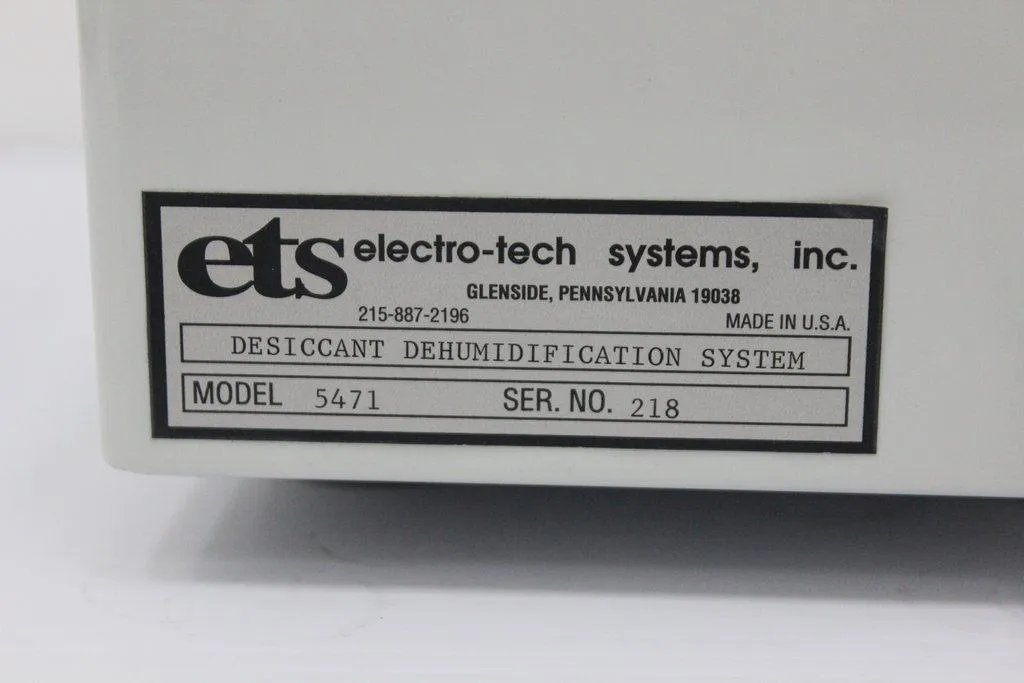 ets electro-tech systems, inc.
GLENSIDE, PENNSYLVANIA 19038
215-887-2196 MADE IN U.S.A.
DESICCANT DEHUMIDIFICATION SYSTEM
MODEL 5471 SER. NO. 218